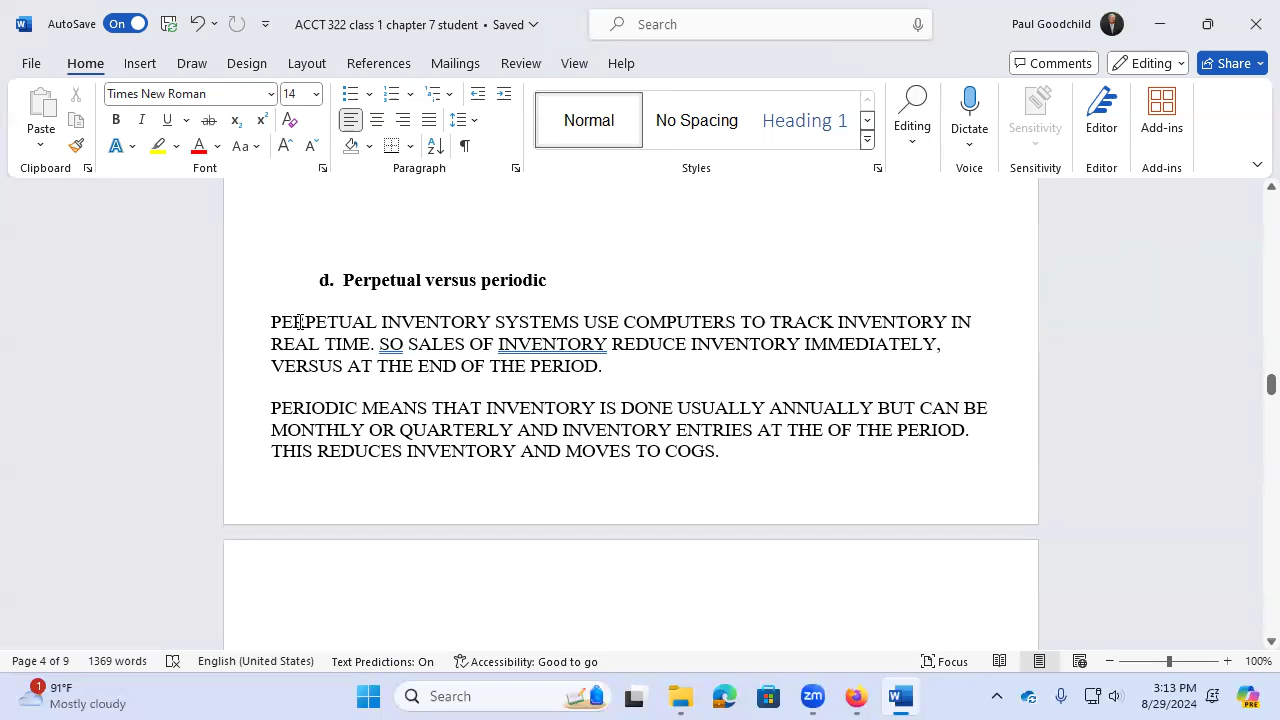 AutoSave On ACCT 322 class 1 chapter 7 student • Saved Search Paul Goodchild
File Home Insert Draw Design Layout References Mailings Review View Help Comments Editing Share
Times New Roman 14
Paste
B I U ab x₂ x²
A A Aa A A
Normal No Spacing Heading 1
Editing Dictate Sensitivity Editor Add-ins
Clipboard Font Paragraph Styles Voice Sensitivity Editor Add-ins
d. Perpetual versus periodic
PERPETUAL INVENTORY SYSTEMS USE COMPUTERS TO TRACK INVENTORY IN
REAL TIME. SO SALES OF INVENTORY REDUCE INVENTORY IMMEDIATELY,
VERSUS AT THE END OF THE PERIOD.
PERIODIC MEANS THAT INVENTORY IS DONE USUALLY ANNUALLY BUT CAN BE
MONTHLY OR QUARTERLY AND INVENTORY ENTRIES AT THE OF THE PERIOD.
THIS REDUCES INVENTORY AND MOVES TO COGS.
Page 4 of 9 1369 words English (United States) Text Predictions: On Accessibility: Good to go Focus 100%
1 91°F
Mostly cloudy
Search
zm
3:13 PM
8/29/2024
PRE